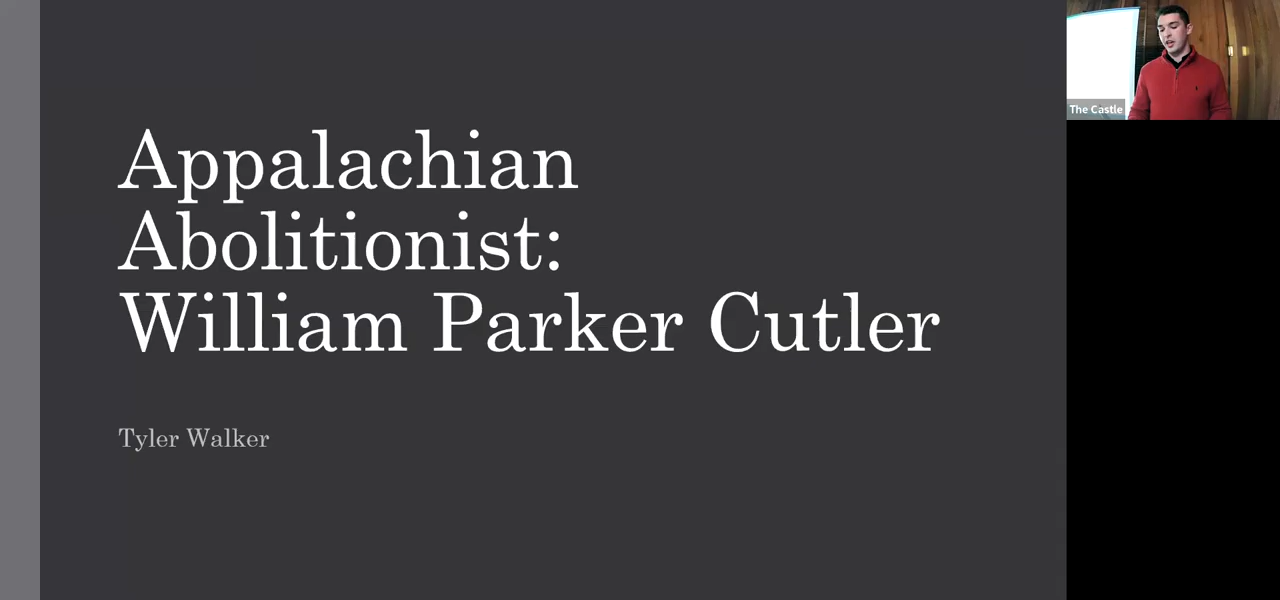 Appalachian
Abolitionist:
William Parker Cutler
Tyler Walker
The Castle